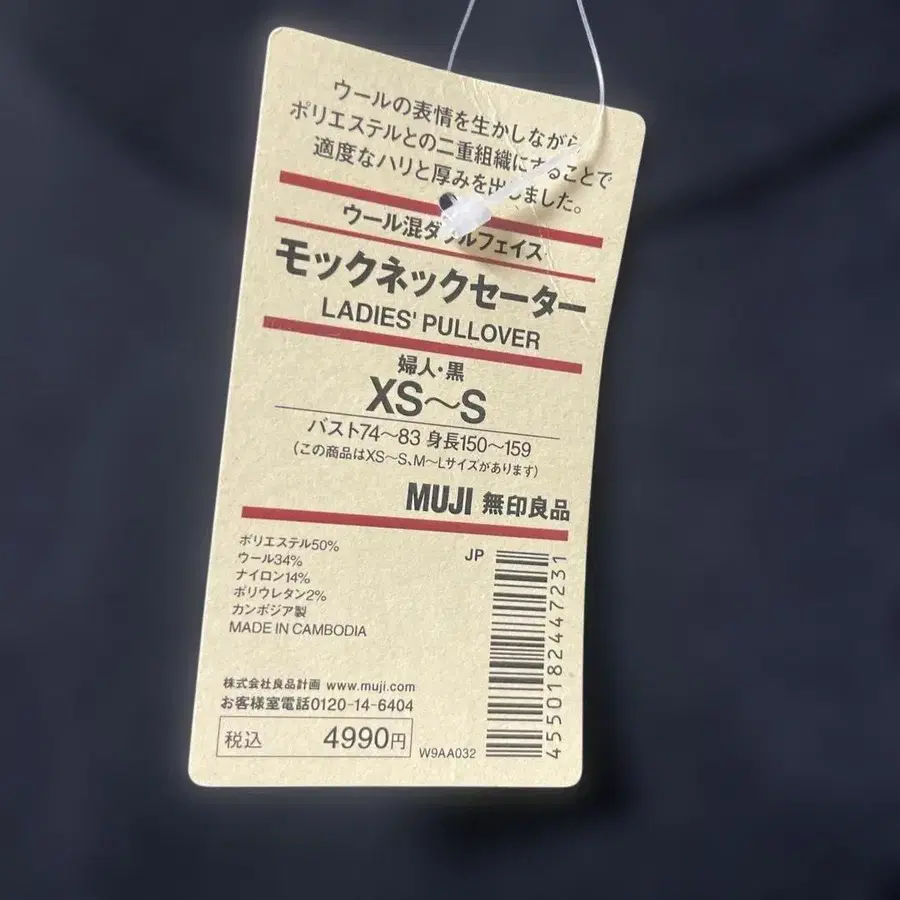 ウールの表情を生かしながら
ポリエステルとの二重組織にすることで
適度なハリと厚みを出しました。
ウール混ダブルフェイス
モックネックセーター
LADIES' PULLOVER
婦人・黒
XS〜S
バスト74〜83 身長150〜159
(この商品はXS〜S、M〜Lサイズがあります)
MUJI 無印良品
ポリエステル50%
ウール34%
ナイロン14%
ポリウレタン2%
カンボジア製
MADE IN CAMBODIA
JP
4550182447231
株式会社良品計画 www.muji.com
お客様室電話0120-14-6404
税込 4990円
W9AA032